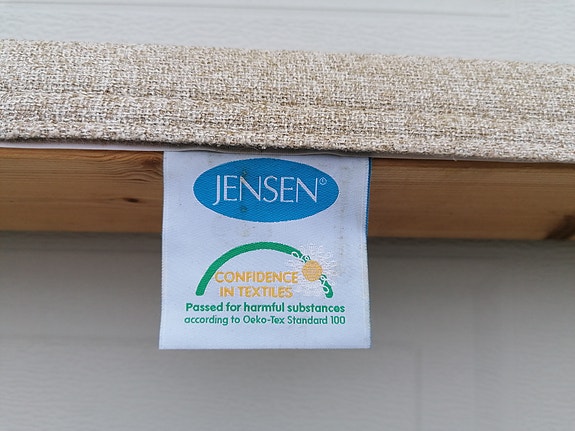 JENSEN®
CONFIDENCE
IN TEXTILES
Passed for harmful substances
according to Oeko-Tex Standard 100